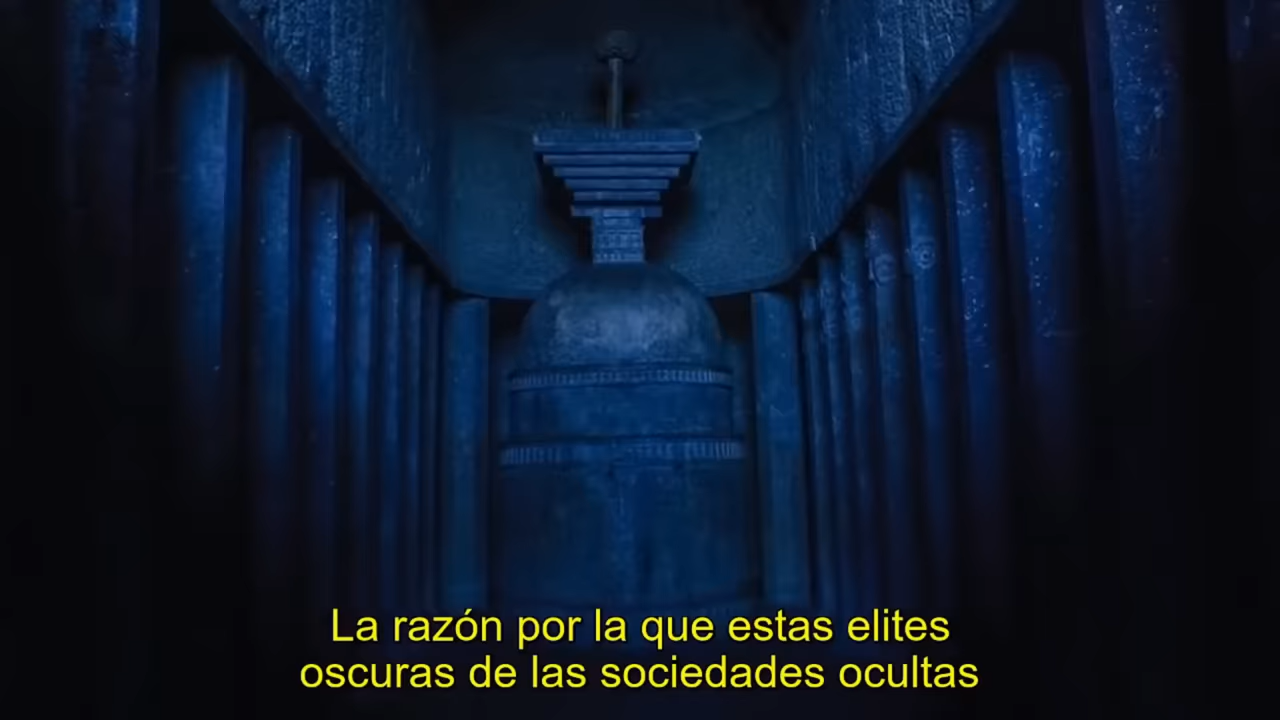 La razón por la que estas elites
oscuras de las sociedades ocultas